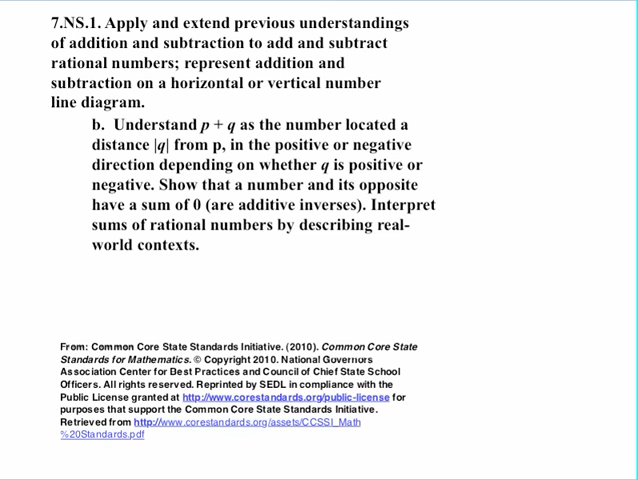 7.NS.1. Apply and extend previous understandings
of addition and subtraction to add and subtract
rational numbers; represent addition and
subtraction on a horizontal or vertical number
line diagram.
b. Understand p + q as the number located a
distance |q| from p, in the positive or negative
direction depending on whether q is positive or
negative. Show that a number and its opposite
have a sum of 0 (are additive inverses). Interpret
sums of rational numbers by describing real-
world contexts.
From: Common Core State Standards Initiative. (2010). Common Core State
Standards for Mathematics. © Copyright 2010. National Governors
Association Center for Best Practices and Council of Chief State School
Officers. All rights reserved. Reprinted by SEDL in compliance with the
Public License granted at http://www.corestandards.org/public-license for
purposes that support the Common Core State Standards Initiative.
Retrieved from http://www.corestandards.org/assets/CCSSI_Math
%20Standards.pdf